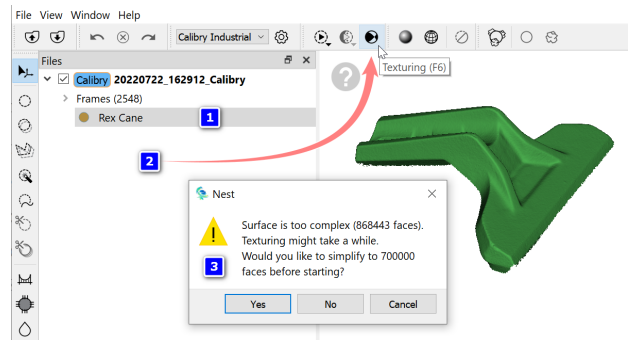 File View Window Help
Calibry Industrial
Files
Texturing (F6)
Calibry 20220722_162912_Calibry
Frames (2548)
Rex Cane
1
2
?
Nest
!
Surface is too complex (868443 faces).
Texturing might take a while.
Would you like to simplify to 700000
faces before starting?
3
Yes No Cancel